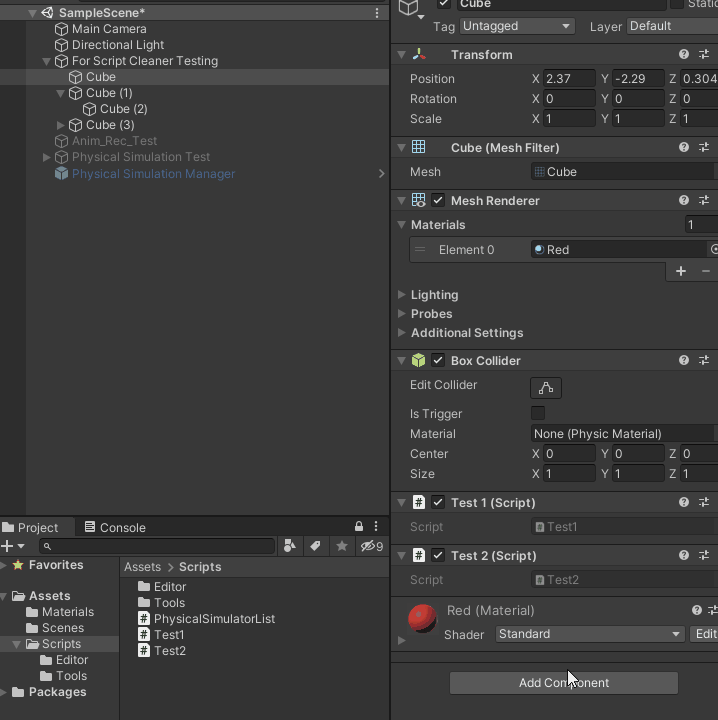 SampleScene*
Main Camera
Directional Light
For Script Cleaner Testing
Cube
Cube (1)
Cube (2)
Cube (3)
Anim_Rec_Test
Physical Simulation Test
Physical Simulation Manager
Project
Console
9
Favorites
Assets
Materials
Scenes
Scripts
Editor
Tools
Packages
Assets > Scripts
Editor
Tools
PhysicalSimulatorList
Test1
Test2
Cube
Static
Tag Untagged Layer Default
Transform
Position X 2.37 Y -2.29 Z 0.304
Rotation X 0 Y 0 Z 0
Scale X 1 Y 1 Z 1
Cube (Mesh Filter)
Mesh Cube
Mesh Renderer
Materials 1
Element 0 Red
Lighting
Probes
Additional Settings
Box Collider
Edit Collider
Is Trigger
Material None (Physic Material)
Center X 0 Y 0 Z 0
Size X 1 Y 1 Z 1
Test 1 (Script)
Script Test1
Test 2 (Script)
Script Test2
Red (Material)
Shader Standard Edit
Add Component